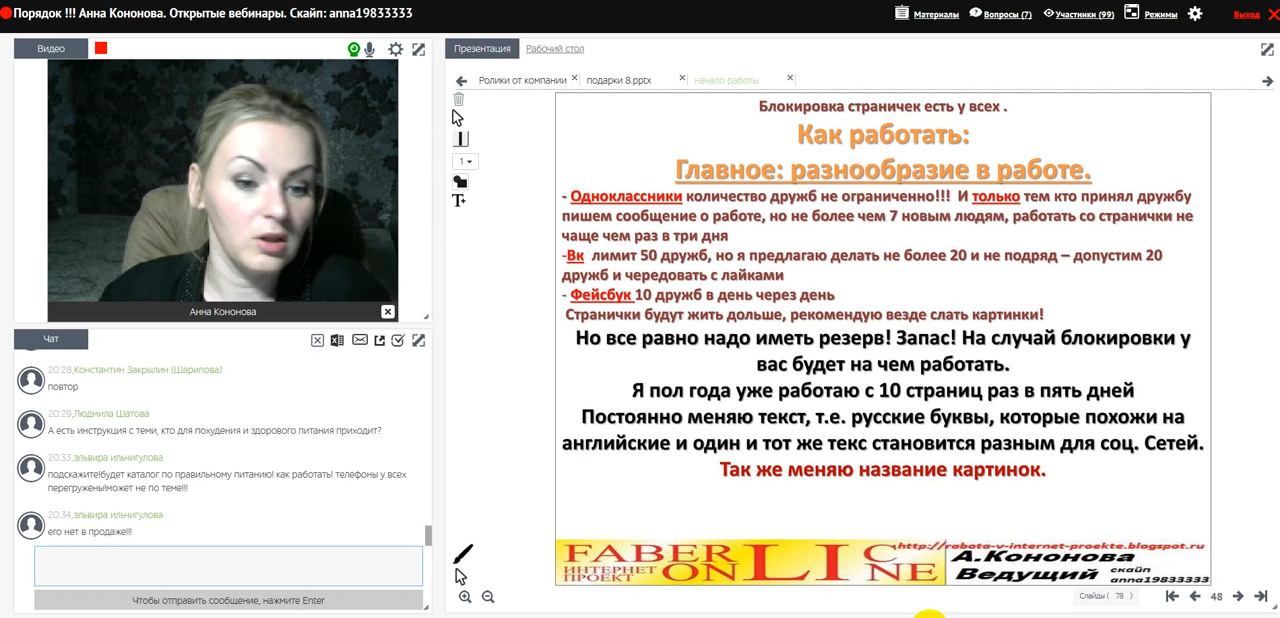 Порядок !!! Анна Кононова. Открытые вебинары. Скайп: anna19833333
Материалы
Вопросы (7)
Участники (99)
Режимы
Выход
Видео
Анна Кононова
Чат
20:28,Константин Закрылин (Шарипова)
повтор
20:29,Людмила Шатова
А есть инструкция с теми, кто для похудения и здорового питания приходит?
20:33,эльвира ильчигулова
подскажите!будет каталог по правильному питанию! как работать! телефоны у всех
перегружены!может не по теме!!!
20:34,эльвира ильчигулова
его нет в продаже!!!
Чтобы отправить сообщение, нажмите Enter
Презентация
Рабочий стол
Ролики от компании
подарки 8.pptx
начало работы
1
T+
Блокировка страничек есть у всех .
Как работать:
Главное: разнообразие в работе.
- Одноклассники количество дружб не ограниченно!!! И только тем кто принял дружбу
пишем сообщение о работе, но не более чем 7 новым людям, работать со странички не
чаще чем раз в три дня
-Вк лимит 50 дружб, но я предлагаю делать не более 20 и не подряд – допустим 20
дружб и чередовать с лайками
- Фейсбук 10 дружб в день через день
Странички будут жить дольше, рекомендую везде слать картинки!
Но все равно надо иметь резерв! Запас! На случай блокировки у
вас будет на чем работать.
Я пол года уже работаю с 10 страниц раз в пять дней
Постоянно меняю текст, т.е. русские буквы, которые похожи на
английские и один и тот же текс становится разным для соц. Сетей.
Так же меняю название картинок.
FABERLIC
ИНТЕРНЕТ
ПРОЕКТ
ONLINE
http://rabota-v-internet-proekte.blogspot.ru
А.Кононова
Ведущий
скайп
anna19833333
Слайды ( 78 )
48